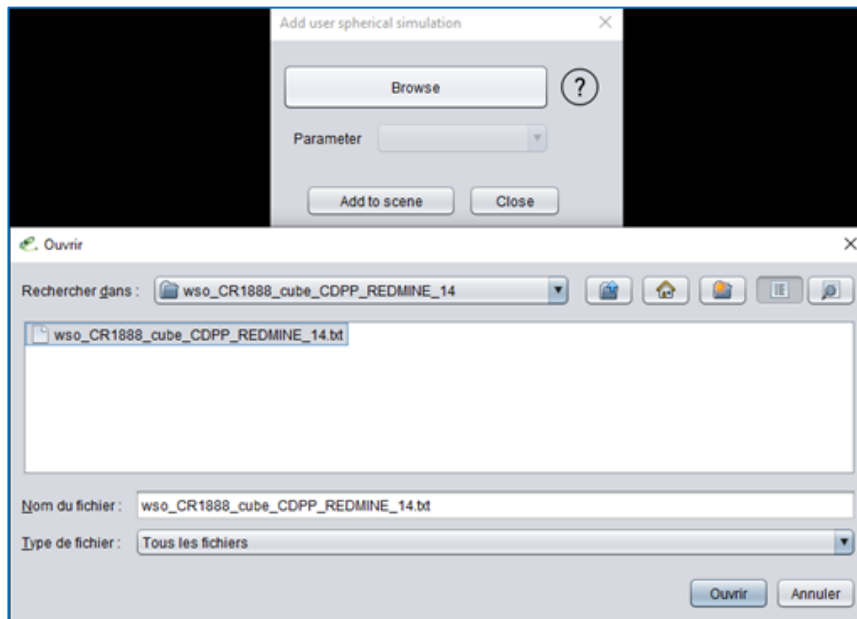 Add user spherical simulation
Browse
?
Parameter
Add to scene Close
Ouvrir
Rechercher dans : wso_CR1888_cube_CDPP_REDMINE_14
wso_CR1888_cube_CDPP_REDMINE_14.txt
Nom du fichier : wso_CR1888_cube_CDPP_REDMINE_14.txt
Type de fichier : Tous les fichiers
Ouvrir Annuler